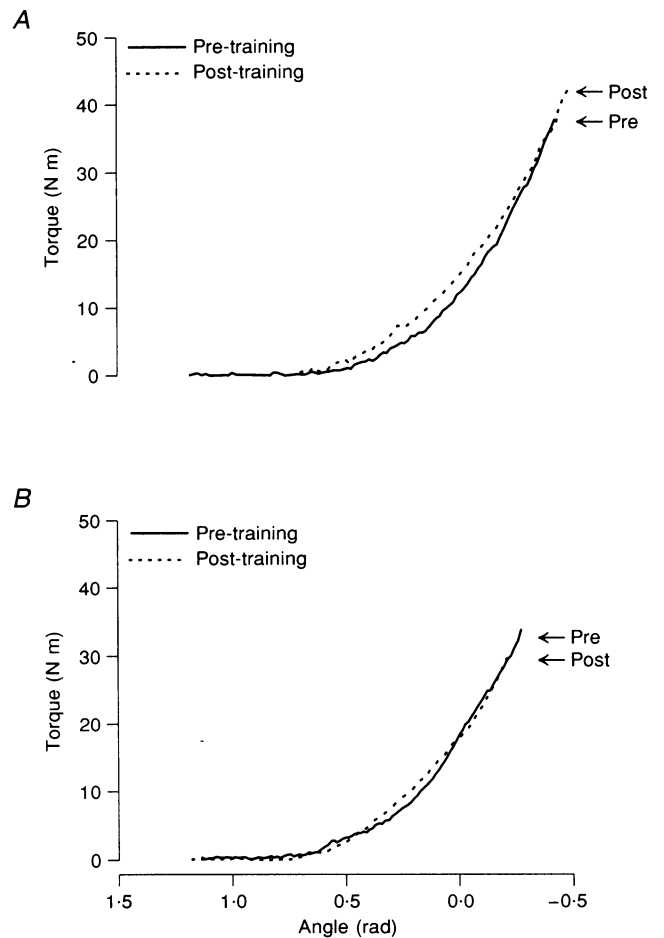 A
50
Pre-training
Post-training
40
Post
Pre
30
Torque (N m)
20
10
0
B
50
Pre-training
Post-training
40
Pre
30
Post
Torque (N m)
20
10
0
1·5 1·0 0·5 0·0 −0·5
Angle (rad)